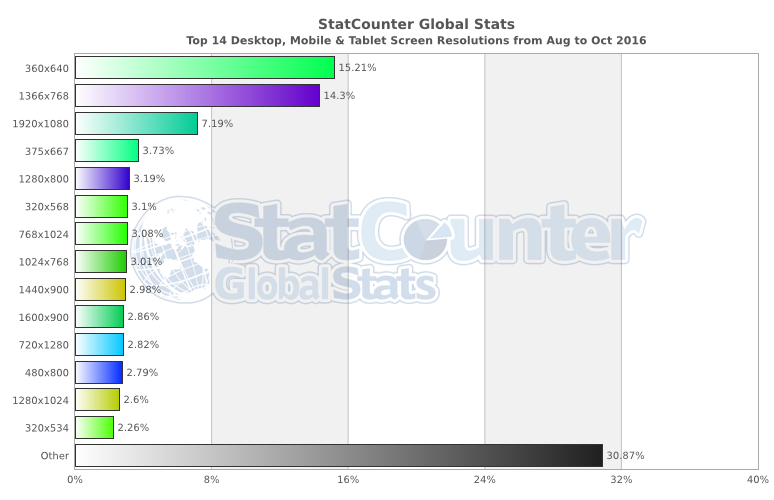 StatCounter Global Stats
Top 14 Desktop, Mobile & Tablet Screen Resolutions from Aug to Oct 2016
360x640 15.21%
1366x768 14.3%
1920x1080 7.19%
375x667 3.73%
1280x800 3.19%
320x568 3.1%
768x1024 3.08%
1024x768 3.01%
1440x900 2.98%
1600x900 2.86%
720x1280 2.82%
480x800 2.79%
1280x1024 2.6%
320x534 2.26%
Other 30.87%
0% 8% 16% 24% 32% 40%
StatCounter
GlobalStats